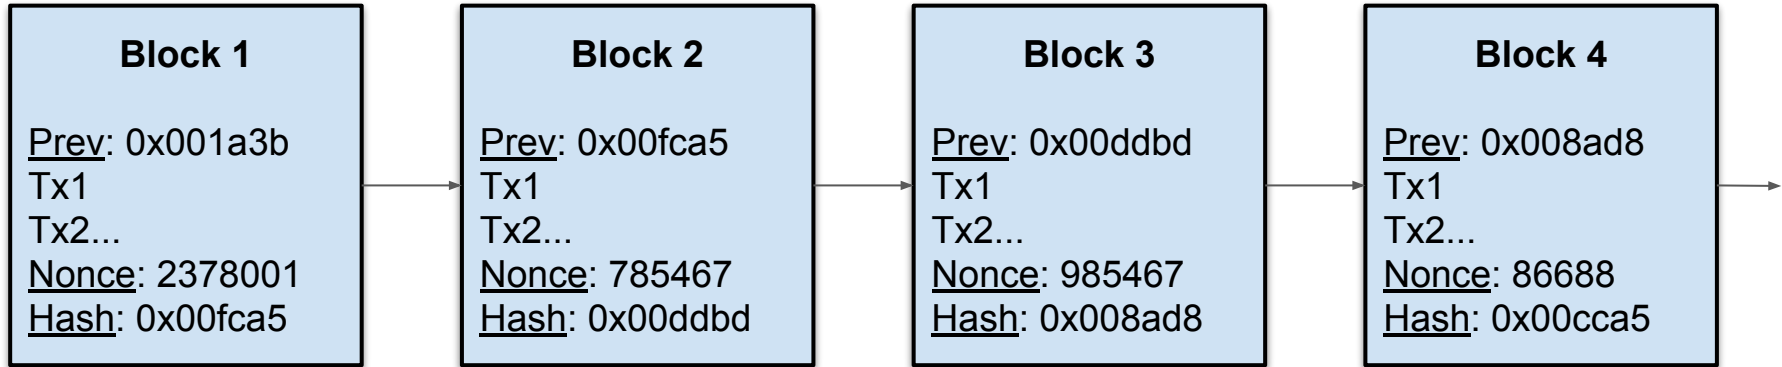 Block 1
Prev: 0x001a3b
Tx1
Tx2...
Nonce: 2378001
Hash: 0x00fca5
Block 2
Prev: 0x00fca5
Tx1
Tx2...
Nonce: 785467
Hash: 0x00ddbd
Block 3
Prev: 0x00ddbd
Tx1
Tx2...
Nonce: 985467
Hash: 0x008ad8
Block 4
Prev: 0x008ad8
Tx1
Tx2...
Nonce: 86688
Hash: 0x00cca5